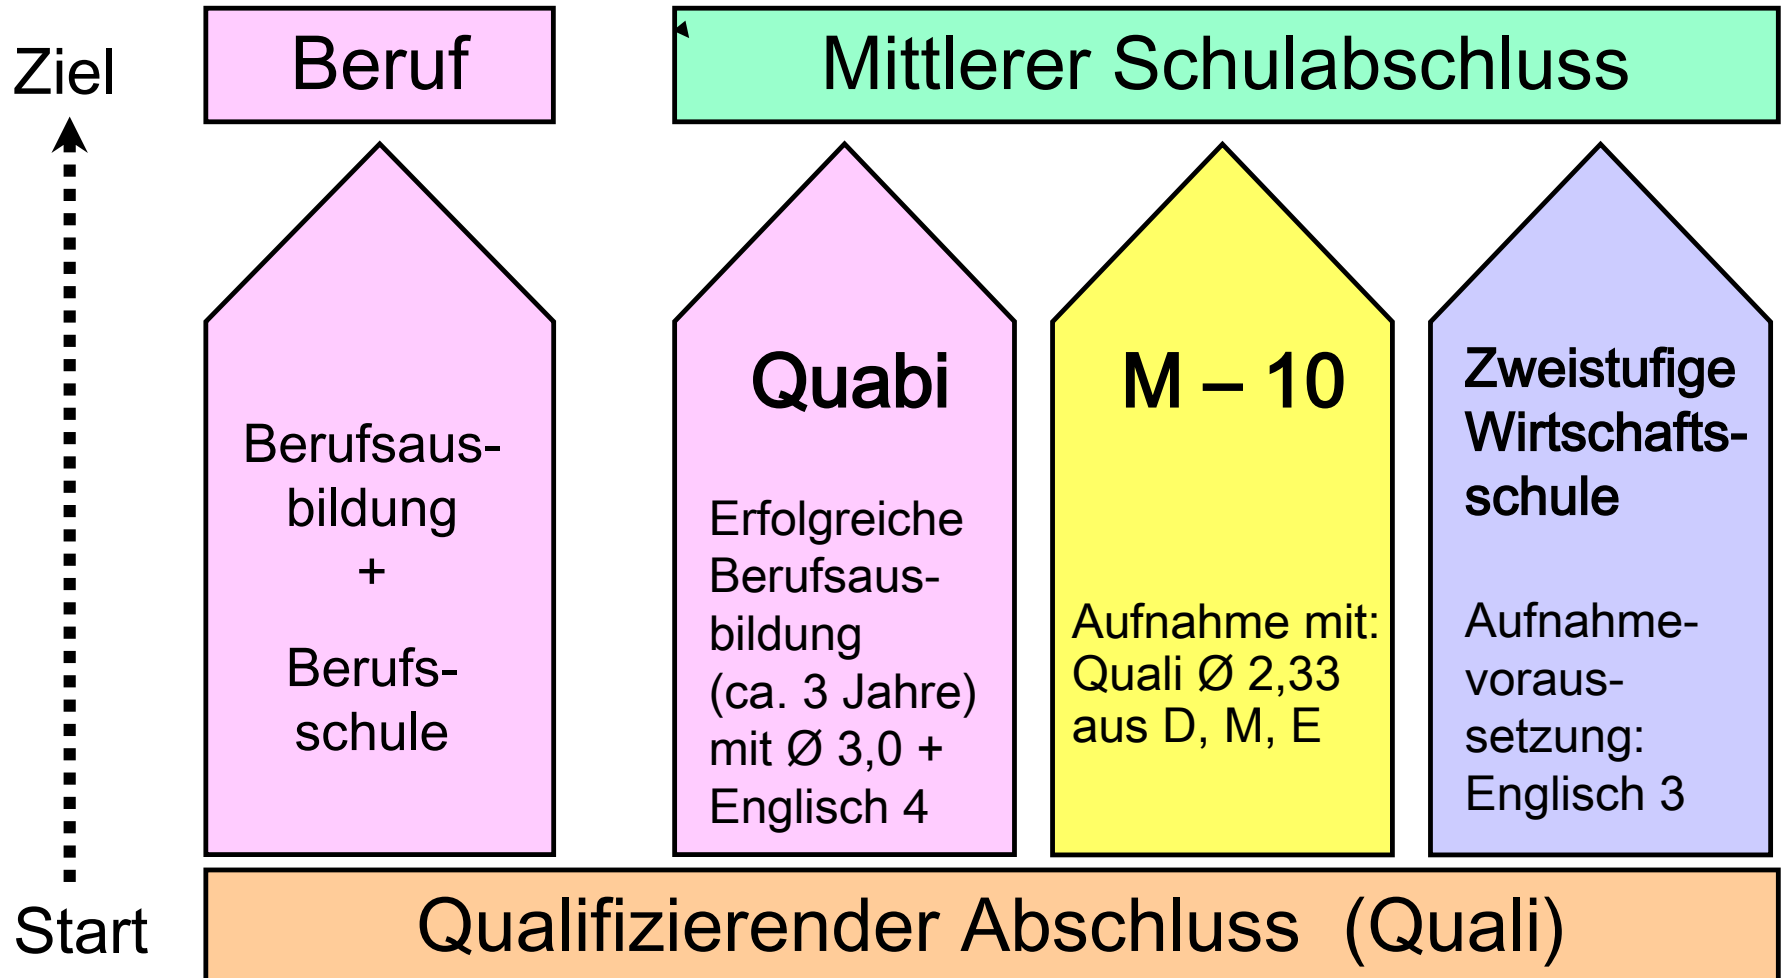 Ziel
Beruf
Mittlerer Schulabschluss
Berufsaus-
bildung
+
Berufs-
schule
Quabi
Erfolgreiche
Berufsaus-
bildung
(ca. 3 Jahre)
mit Ø 3,0 +
Englisch 4
M – 10
Aufnahme mit:
Quali Ø 2,33
aus D, M, E
Zweistufige
Wirtschafts-
schule
Aufnahme-
voraus-
setzung:
Englisch 3
Start
Qualifizierender Abschluss (Quali)